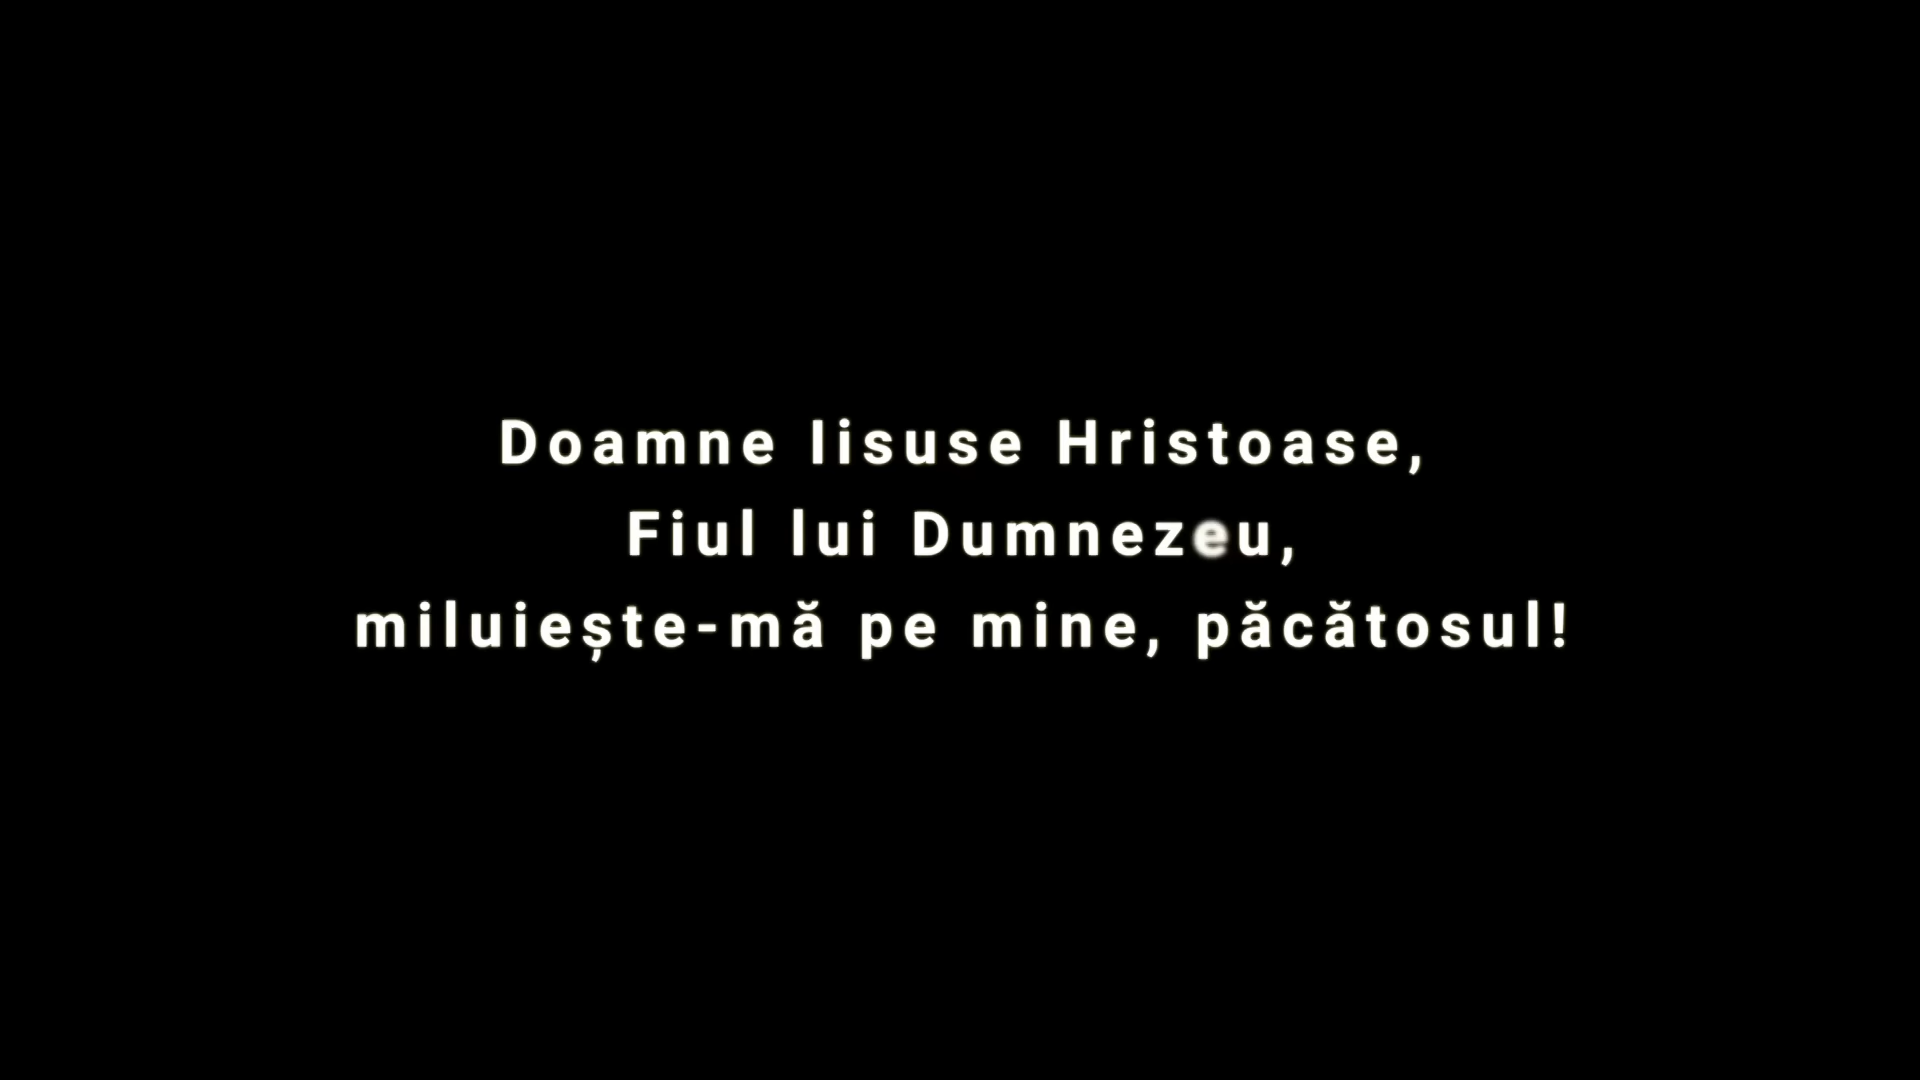 Doamne Iisuse Hristoase,
Fiul lui Dumnezeu,
miluiește-mă pe mine, păcătosul!